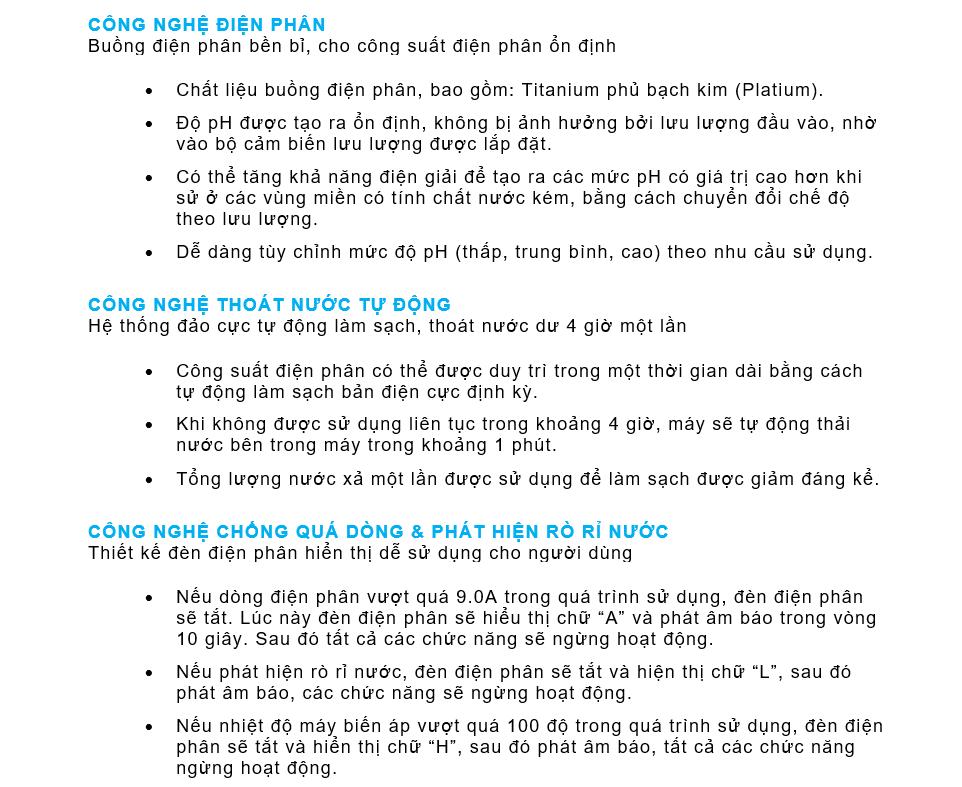 CÔNG NGHỆ ĐIỆN PHÂN
Buồng điện phân bền bỉ, cho công suất điện phân ổn định
• Chất liệu buồng điện phân, bao gồm: Titanium phủ bạch kim (Platium).
• Độ pH được tạo ra ổn định, không bị ảnh hưởng bởi lưu lượng đầu vào, nhờ
vào bộ cảm biến lưu lượng được lắp đặt.
• Có thể tăng khả năng điện giải để tạo ra các mức pH có giá trị cao hơn khi
sử ở các vùng miền có tính chất nước kém, bằng cách chuyển đổi chế độ
theo lưu lượng.
• Dễ dàng tùy chỉnh mức độ pH (thấp, trung bình, cao) theo nhu cầu sử dụng.
CÔNG NGHỆ THOÁT NƯỚC TỰ ĐỘNG
Hệ thống đảo cực tự động làm sạch, thoát nước dư 4 giờ một lần
• Công suất điện phân có thể được duy trì trong một thời gian dài bằng cách
tự động làm sạch bản điện cực định kỳ.
• Khi không được sử dụng liên tục trong khoảng 4 giờ, máy sẽ tự động thải
nước bên trong máy trong khoảng 1 phút.
• Tổng lượng nước xả một lần được sử dụng để làm sạch được giảm đáng kể.
CÔNG NGHỆ CHỐNG QUÁ DÒNG & PHÁT HIỆN RÒ RỈ NƯỚC
Thiết kế đèn điện phân hiển thị dễ sử dụng cho người dùng
• Nếu dòng điện phân vượt quá 9.0A trong quá trình sử dụng, đèn điện phân
sẽ tắt. Lúc này đèn điện phân sẽ hiểu thị chữ “A” và phát âm báo trong vòng
10 giây. Sau đó tất cả các chức năng sẽ ngừng hoạt động.
• Nếu phát hiện rò rỉ nước, đèn điện phân sẽ tắt và hiện thị chữ “L”, sau đó
phát âm báo, các chức năng sẽ ngừng hoạt động.
• Nếu nhiệt độ máy biến áp vượt quá 100 độ trong quá trình sử dụng, đèn điện
phân sẽ tắt và hiển thị chữ “H”, sau đó phát âm báo, tất cả các chức năng
ngừng hoạt động.